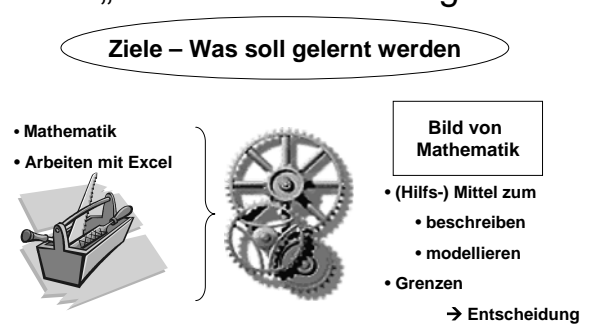 Ziele – Was soll gelernt werden
• Mathematik
• Arbeiten mit Excel
Bild von
Mathematik
• (Hilfs-) Mittel zum
• beschreiben
• modellieren
• Grenzen
→ Entscheidung